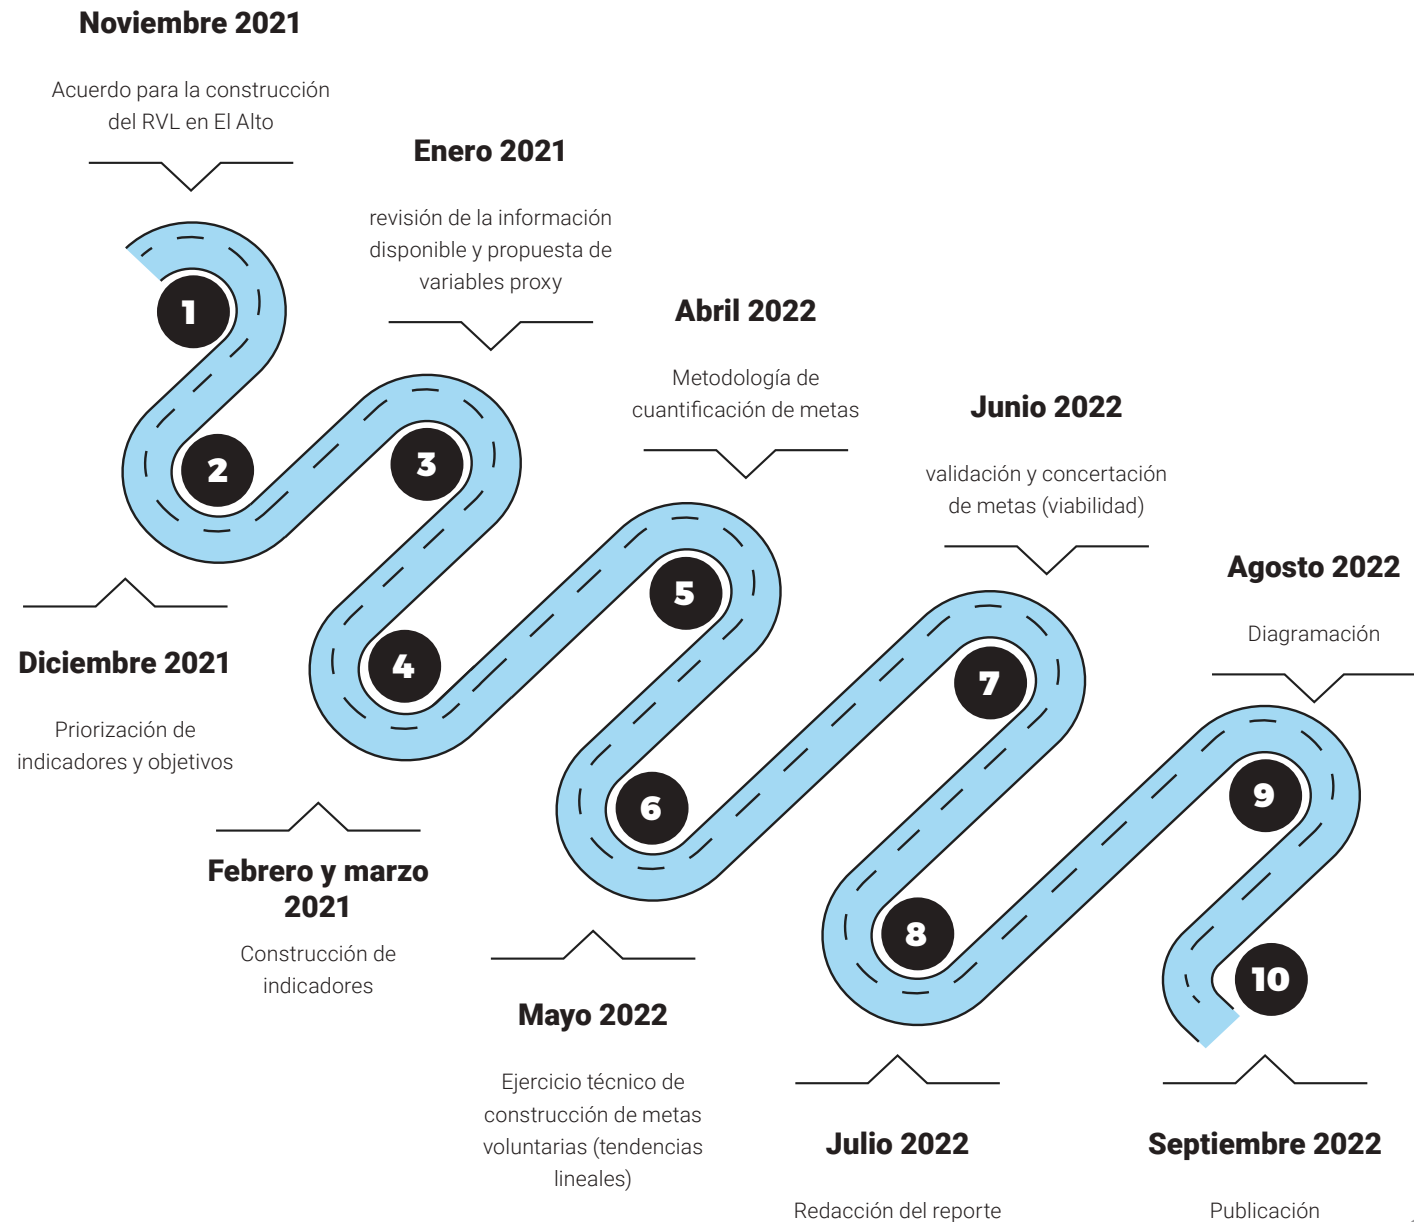 Noviembre 2021
Acuerdo para la construcción
del RVL en El Alto
1
Diciembre 2021
Priorización de
indicadores y objetivos
2
Enero 2021
revisión de la información
disponible y propuesta de
variables proxy
3
Febrero y marzo
2021
Construcción de
indicadores
4
Abril 2022
Metodología de
cuantificación de metas
5
Mayo 2022
Ejercicio técnico de
construcción de metas
voluntarias (tendencias
lineales)
6
Junio 2022
validación y concertación
de metas (viabilidad)
7
Julio 2022
Redacción del reporte
8
Agosto 2022
Diagramación
9
Septiembre 2022
Publicación
10